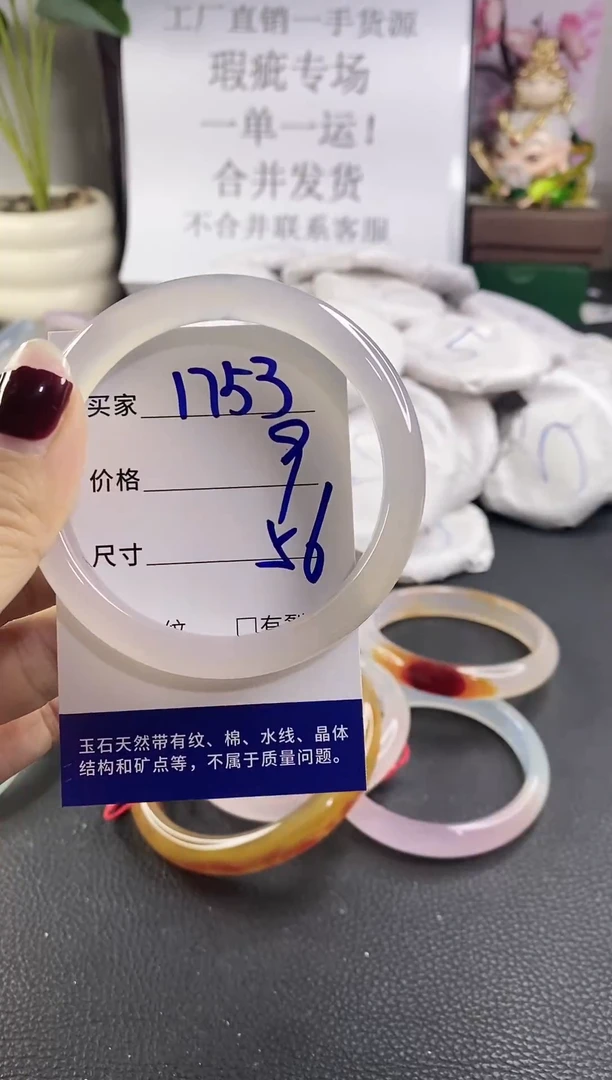 工厂直销一手货源
瑕疵专场
一单一运!
合并发货
不合并联系客服
买家 1753
价格 9
尺寸 56
纹 □有裂
玉石天然带有纹、棉、水线、晶体
结构和矿点等，不属于质量问题。